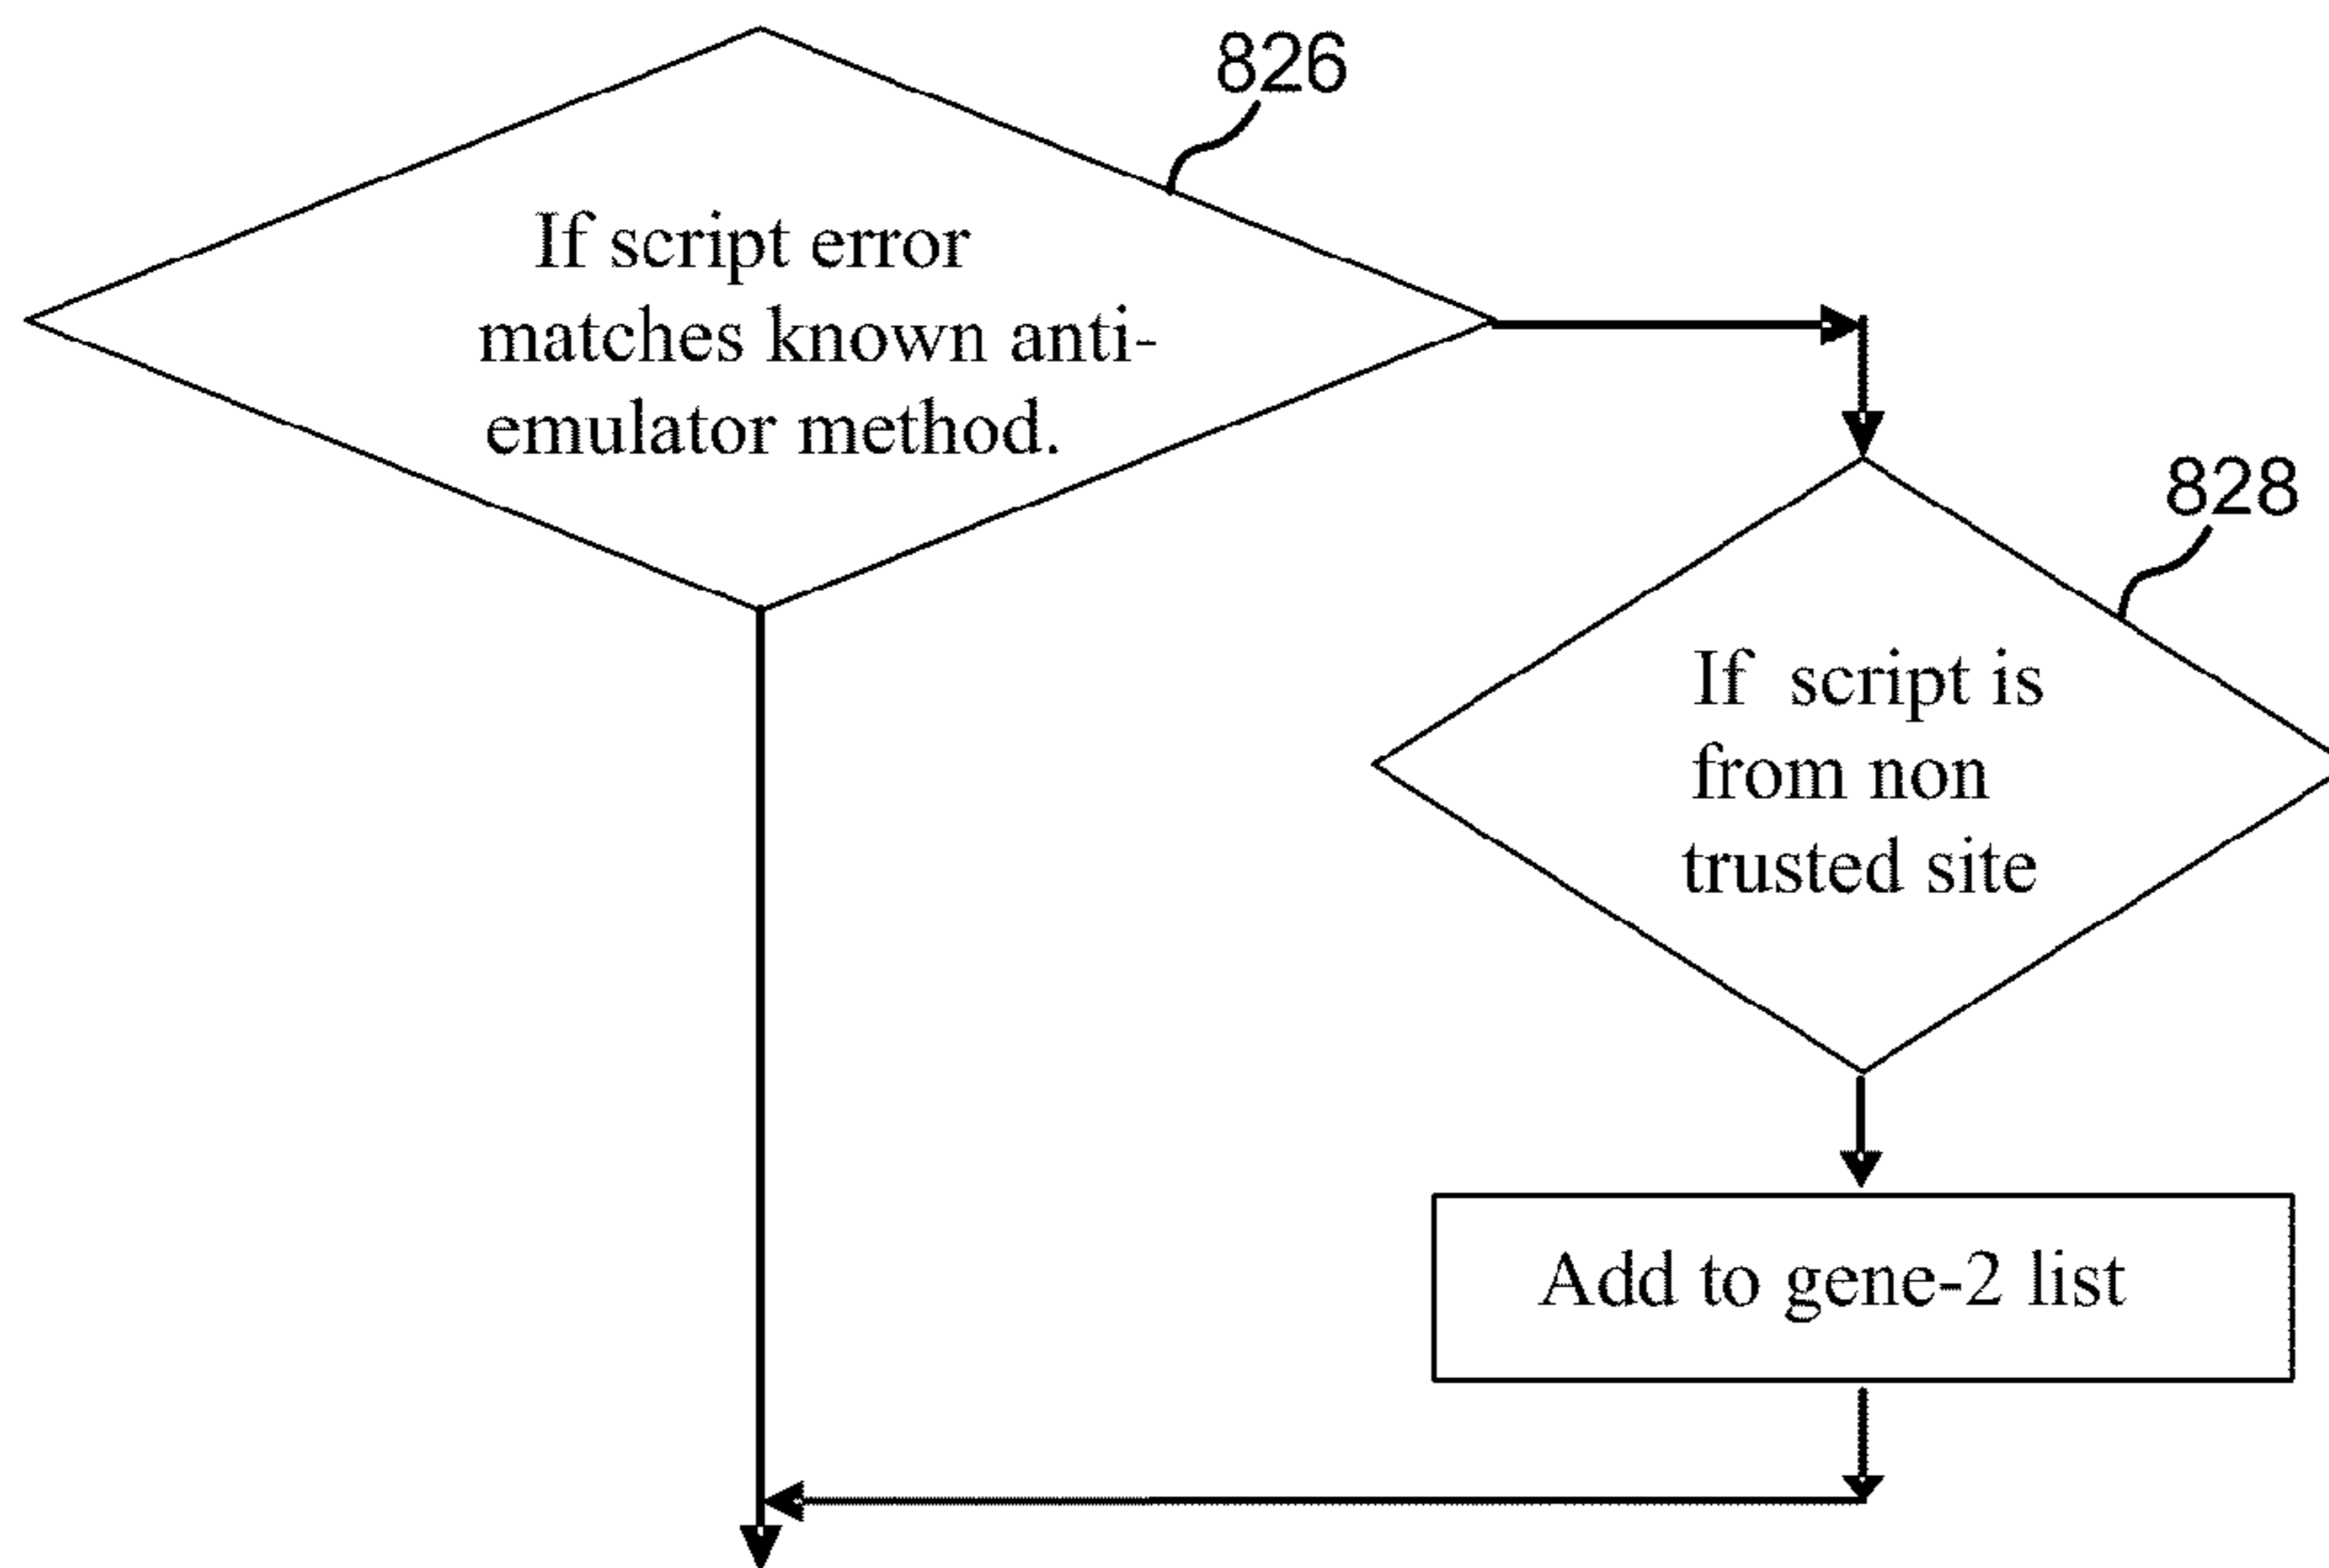 826
If script error
matches known anti-
emulator method.
828
If script is
from non
trusted site
Add to gene-2 list